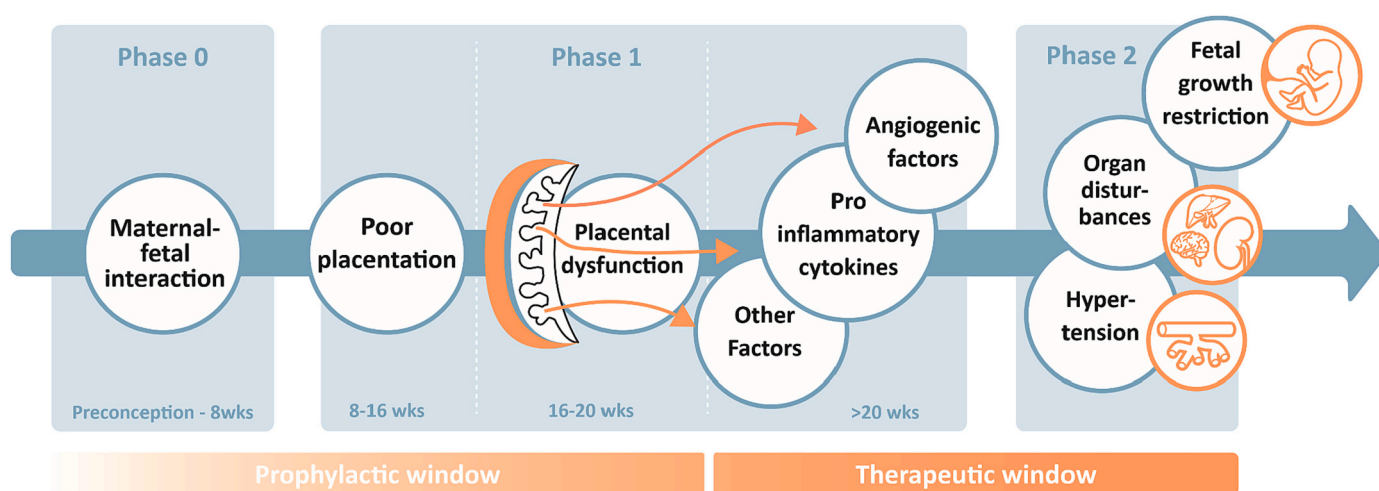 Phase 0
Maternal-
fetal
interaction
Preconception - 8wks
Phase 1
Poor
placentation
8-16 wks
Placental
dysfunction
16-20 wks
Angiogenic
factors
Pro
inflammatory
cytokines
Other
Factors
>20 wks
Phase 2
Fetal
growth
restriction
Organ
distur-
bances
Hyper-
tension
Prophylactic window
Therapeutic window